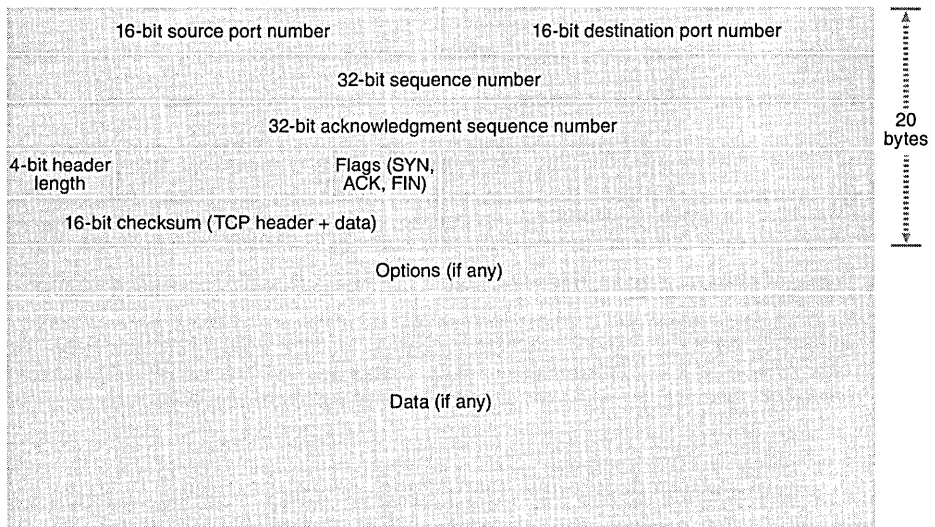 16-bit source port number
16-bit destination port number
32-bit sequence number
32-bit acknowledgment sequence number
20
bytes
4-bit header
length
Flags (SYN,
ACK, FIN)
16-bit checksum (TCP header + data)
Options (if any)
Data (if any)